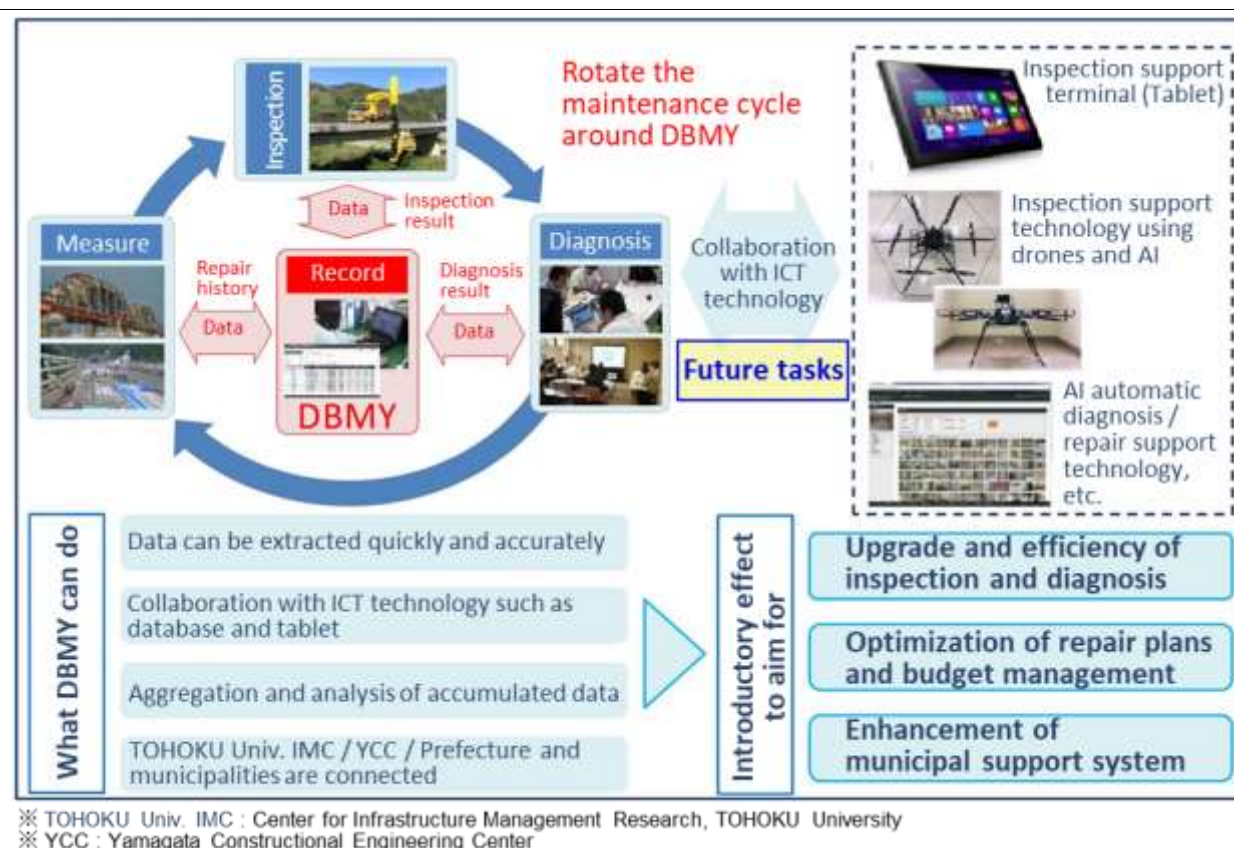 Inspection
Rotate the
maintenance cycle
around DBMY
Inspection support
terminal (Tablet)
Data
Inspection
result
Measure
Diagnosis
Inspection support
technology using
drones and AI
Repair
history
Data
Record
DBMY
Diagnosis
result
Data
Collaboration
with ICT
technology
Future tasks
AI automatic
diagnosis /
repair support
technology,
etc.
What DBMY can do
Data can be extracted quickly and accurately
Collaboration with ICT technology such as
database and tablet
Aggregation and analysis of accumulated data
TOHOKU Univ. IMC / YCC / Prefecture and
municipalities are connected
Introductory effect
to aim for
Upgrade and efficiency of
inspection and diagnosis
Optimization of repair plans
and budget management
Enhancement of
municipal support system
※ TOHOKU Univ. IMC : Center for Infrastructure Management Research, TOHOKU University
※ YCC : Yamagata Constructional Engineering Center